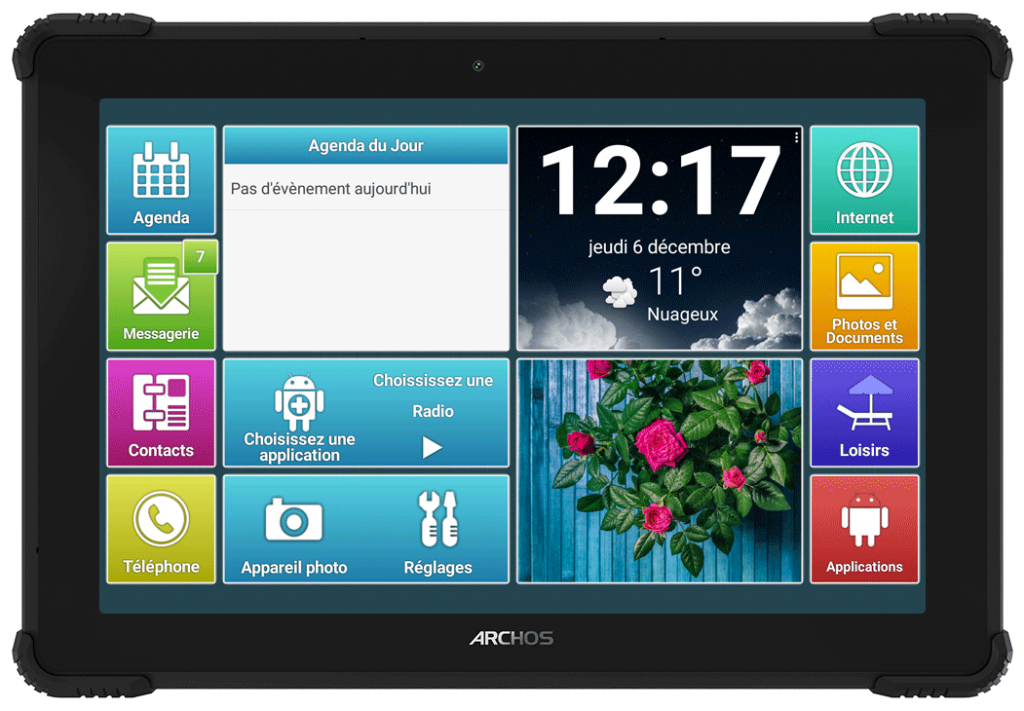 Agenda
Agenda du Jour
Pas d'évènement aujourd'hui
12:17
jeudi 6 décembre
11°
Nuageux
Internet
7
Messagerie
Photos et
Documents
Contacts
Choisissez une
application
Choississez une
Radio
Loisirs
Téléphone
Appareil photo
Réglages
Applications
ARCHOS